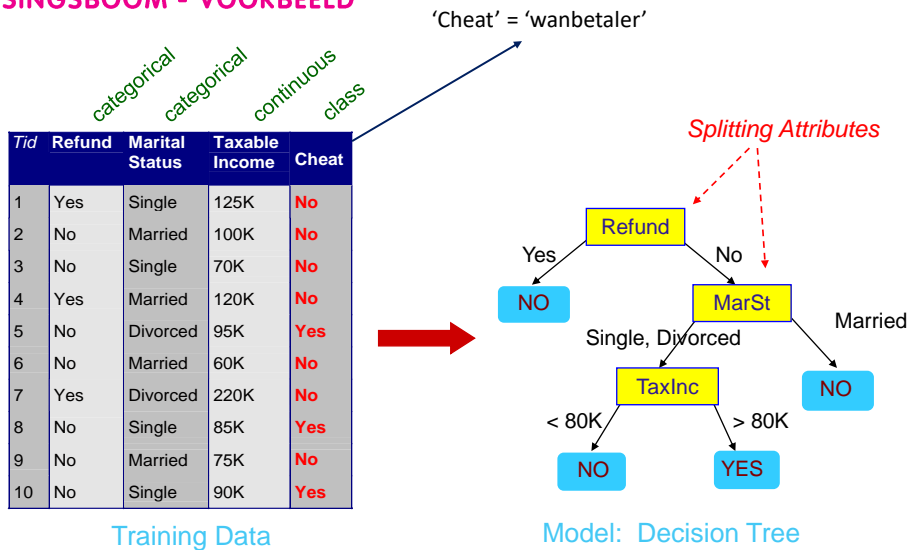 SINGSBOOM - VOORBEELD
'Cheat' = 'wanbetaler'
categorical categorical continuous class
Tid Refund Marital Status Taxable Income Cheat
1 Yes Single 125K No
2 No Married 100K No
3 No Single 70K No
4 Yes Married 120K No
5 No Divorced 95K Yes
6 No Married 60K No
7 Yes Divorced 220K No
8 No Single 85K Yes
9 No Married 75K No
10 No Single 90K Yes
Training Data
Splitting Attributes
Refund
Yes No
NO MarSt
Single, Divorced Married
TaxInc NO
< 80K > 80K
NO YES
Model: Decision Tree